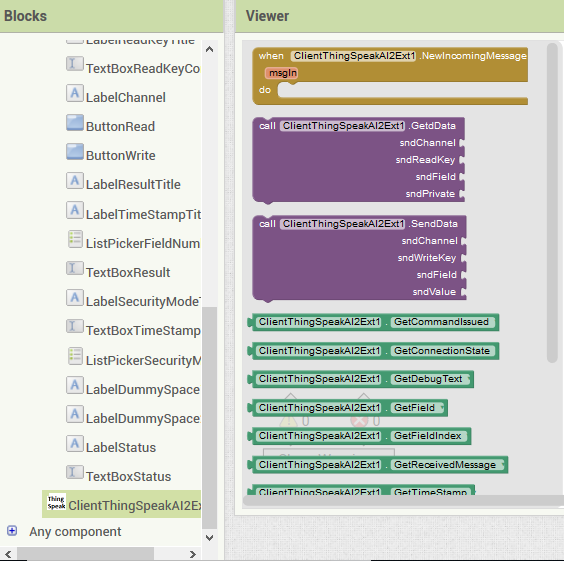 Blocks
LabelReadKeyTitle
TextBoxReadKeyCo
LabelChannel
ButtonRead
ButtonWrite
LabelResultTitle
LabelTimeStampTit
ListPickerFieldNum
TextBoxResult
LabelSecurityModeT
TextBoxTimeStamp
ListPickerSecurityM
LabelDummySpace
LabelDummySpace
LabelStatus
TextBoxStatus
Thing Speak ClientThingSpeakAI2Ex
Any component
Viewer
when ClientThingSpeakAI2Ext1 .NewIncomingMessage
msgIn
do
call ClientThingSpeakAI2Ext1 .GetdData
sndChannel
sndReadKey
sndField
sndPrivate
call ClientThingSpeakAI2Ext1 .SendData
sndChannel
sndWriteKey
sndField
sndValue
ClientThingSpeakAI2Ext1 . GetCommandIssued
ClientThingSpeakAI2Ext1 . GetConnectionState
ClientThingSpeakAI2Ext1 . GetDebugText
ClientThingSpeakAI2Ext1 . GetField
0 0
ClientThingSpeakAI2Ext1 . GetFieldIndex
ClientThingSpeakAI2Ext1 . GetReceivedMessage
ClientThingSpeakAI2Ext1 . GetTimeStamp